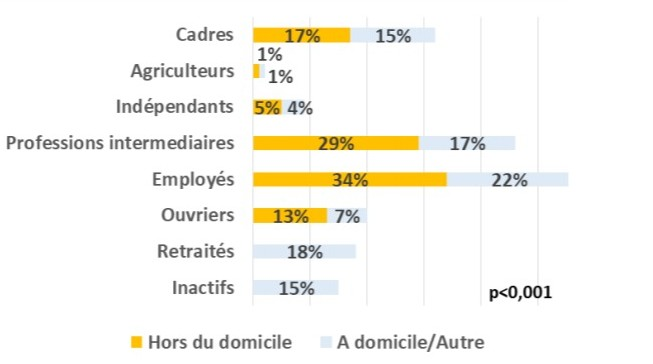 Cadres 17% 15%
1%
Agriculteurs 1%
Indépendants 5% 4%
Professions intermediaires 29% 17%
Employés 34% 22%
Ouvriers 13% 7%
Retraités 18%
Inactifs 15%
p<0,001
Hors du domicile A domicile/Autre